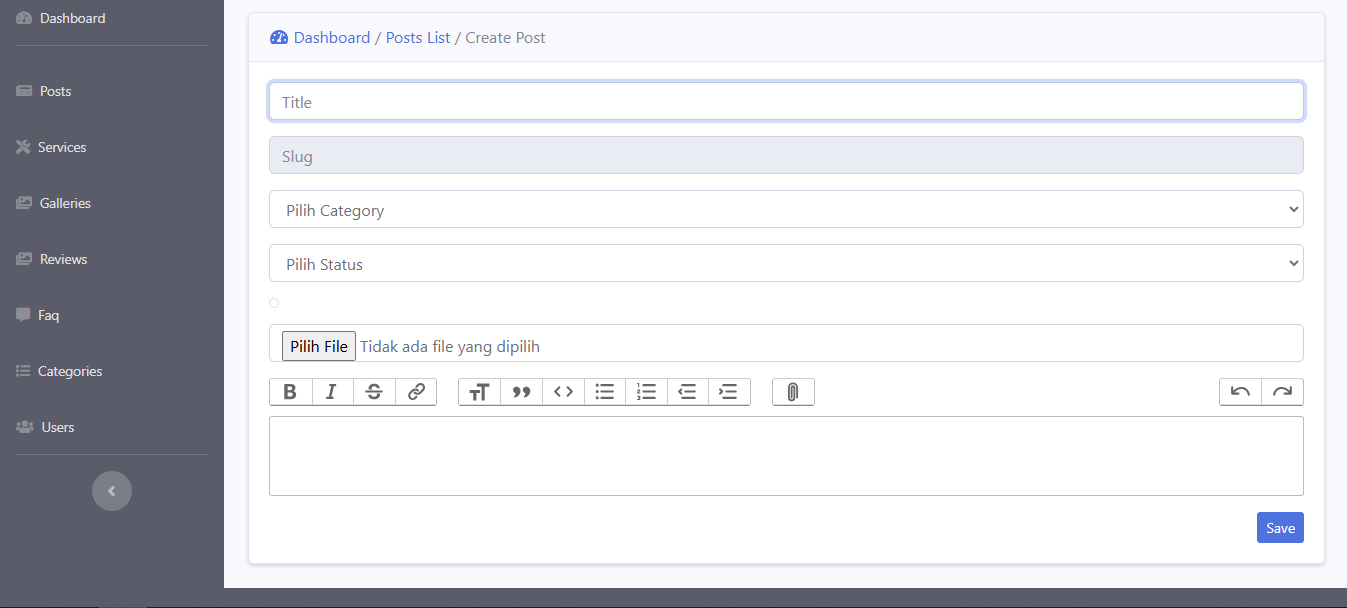 Dashboard
Posts
Services
Galleries
Reviews
Faq
Categories
Users
Dashboard / Posts List / Create Post
Title
Slug
Pilih Category
Pilih Status
Pilih File Tidak ada file yang dipilih
Save